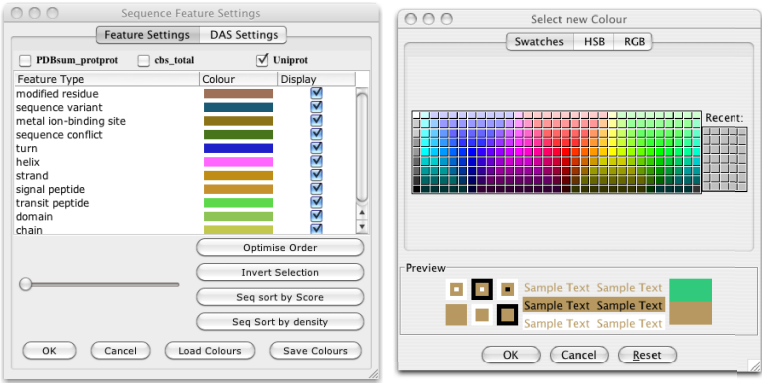 Sequence Feature Settings
Feature Settings DAS Settings
PDBsum_protprot cbs_total Uniprot
Feature Type Colour Display
modified residue
sequence variant
metal ion-binding site
sequence conflict
turn
helix
strand
signal peptide
transit peptide
domain
chain
Optimise Order
Invert Selection
Seq sort by Score
Seq Sort by density
OK Cancel Load Colours Save Colours
Select new Colour
Swatches HSB RGB
Recent:
Preview
Sample Text Sample Text
Sample Text Sample Text
Sample Text Sample Text
OK Cancel Reset